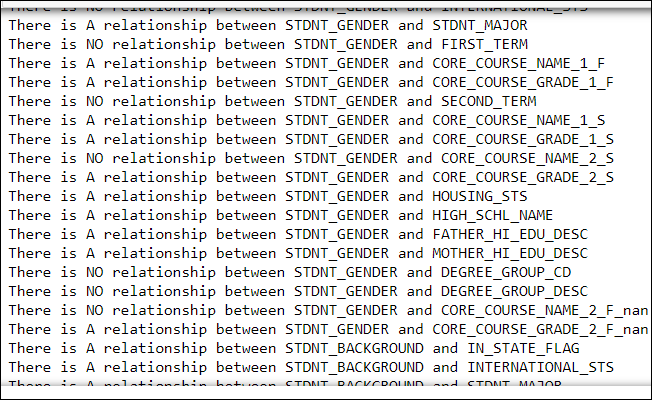 There is NO relationship between STDNT_GENDER and INTERNATIONAL_STS
There is A relationship between STDNT_GENDER and STDNT_MAJOR
There is NO relationship between STDNT_GENDER and FIRST_TERM
There is A relationship between STDNT_GENDER and CORE_COURSE_NAME_1_F
There is A relationship between STDNT_GENDER and CORE_COURSE_GRADE_1_F
There is NO relationship between STDNT_GENDER and SECOND_TERM
There is A relationship between STDNT_GENDER and CORE_COURSE_NAME_1_S
There is A relationship between STDNT_GENDER and CORE_COURSE_GRADE_1_S
There is NO relationship between STDNT_GENDER and CORE_COURSE_NAME_2_S
There is A relationship between STDNT_GENDER and CORE_COURSE_GRADE_2_S
There is A relationship between STDNT_GENDER and HOUSING_STS
There is A relationship between STDNT_GENDER and HIGH_SCHL_NAME
There is A relationship between STDNT_GENDER and FATHER_HI_EDU_DESC
There is A relationship between STDNT_GENDER and MOTHER_HI_EDU_DESC
There is NO relationship between STDNT_GENDER and DEGREE_GROUP_CD
There is NO relationship between STDNT_GENDER and DEGREE_GROUP_DESC
There is NO relationship between STDNT_GENDER and CORE_COURSE_NAME_2_F_nan
There is A relationship between STDNT_GENDER and CORE_COURSE_GRADE_2_F_nan
There is A relationship between STDNT_BACKGROUND and IN_STATE_FLAG
There is A relationship between STDNT_BACKGROUND and INTERNATIONAL_STS
There is A relationship between STDNT_BACKGROUND and STDNT_MAJOR